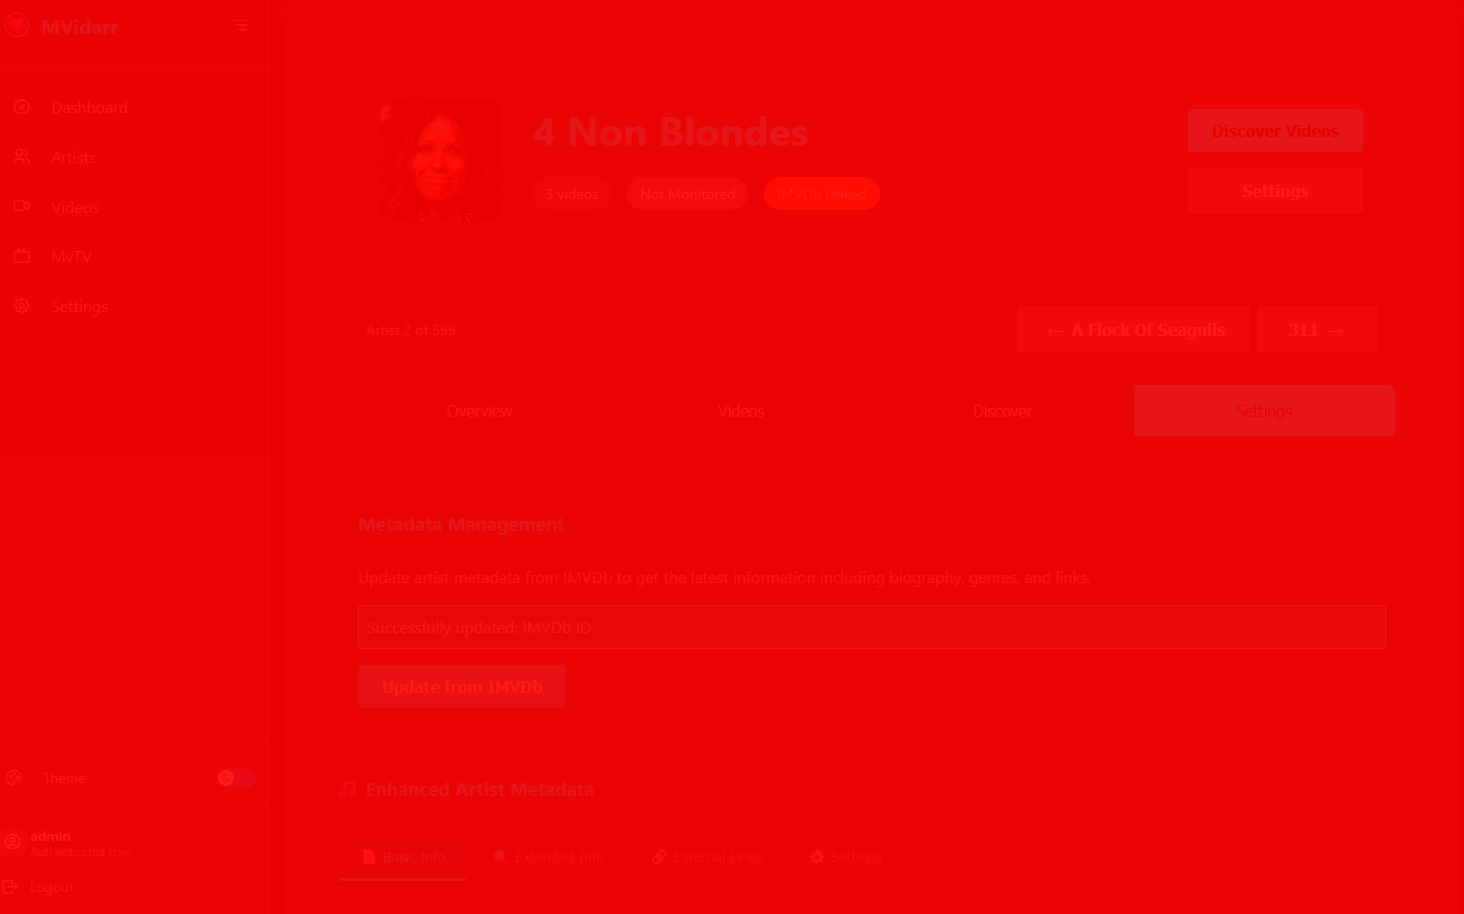 MVidarr
Dashboard
Artists
Videos
MvTV
Settings
Theme
admin
Authenticated User
Logout
4 Non Blondes
3 videos
Not Monitored
IMVDb Linked
Discover Videos
Settings
Artist 2 of 599
← A Flock Of Seagulls
311 →
Overview
Videos
Discover
Settings
Metadata Management
Update artist metadata from IMVDb to get the latest information including biography, genres, and links.
Successfully updated: IMVDb ID
Update from IMVDb
Enhanced Artist Metadata
Basic Info
Extended Info
External Links
Settings